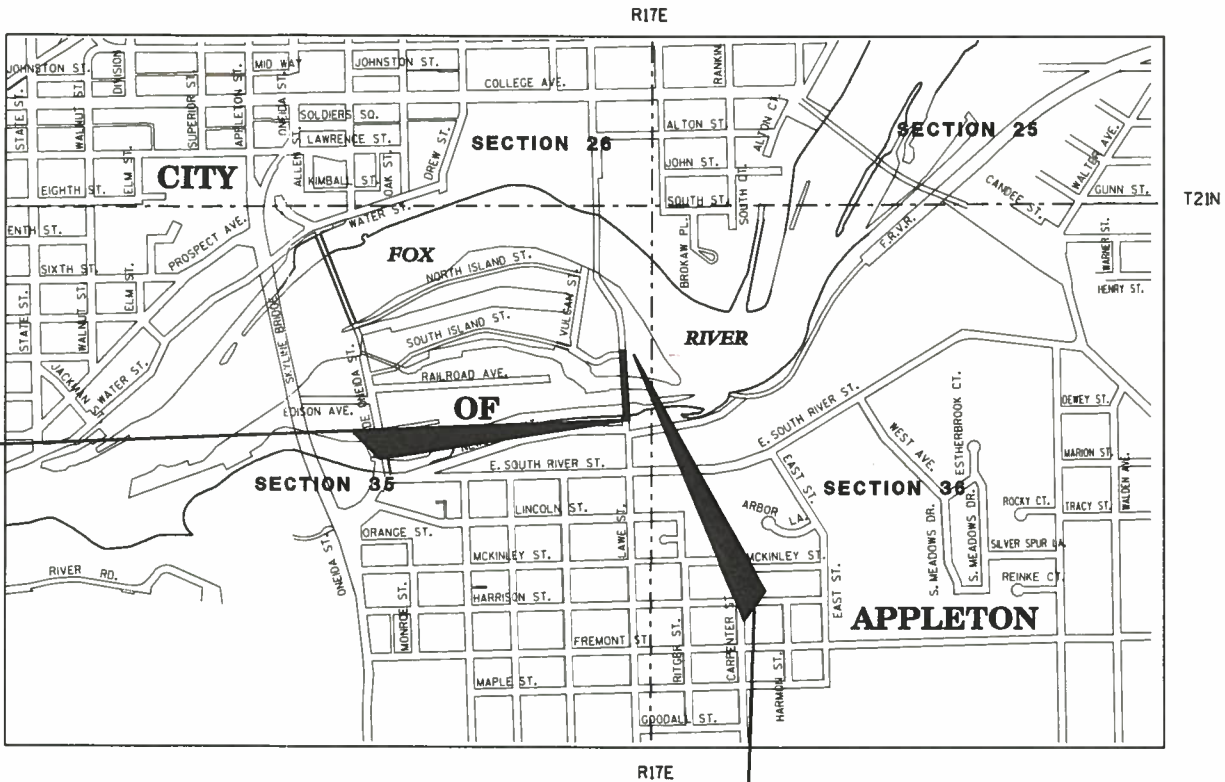 R17E
JOHNSTON ST.
DIVISION
MID WAY
JOHNSTON ST.
COLLEGE AVE.
RANKIN
STATE ST.
WALNUT ST.
SUPERIOR ST.
APPLETON ST.
ONEIDA ST.
SOLDIERS SQ.
LAWRENCE ST.
ALTON ST.
ALTON CT.
SECTION 25
SECTION 26
WALTER AVE.
ALLEN ST.
KIMBALL ST.
OAK ST.
DREW ST.
JOHN ST.
CITY
EIGHTH ST.
ELM ST.
SOUTH ST.
SOUTH CT.
CANDEE ST.
GUNN ST.
T21N
ENTH ST.
PROSPECT AVE.
WATER ST.
FOX
BROKAW PL.
F.R.V.R.
WARNER ST.
SIXTH ST.
ELM ST.
NORTH ISLAND ST.
HENRY ST.
STATE ST.
WALNUT ST.
SKYLINE BRIDGE
SOUTH ISLAND ST.
VULCAN ST.
RIVER
JACKMAN ST.
WATER ST.
ONEIDA ST.
RAILROAD AVE.
EDISON AVE.
OF
E. SOUTH RIVER ST.
WEST AVE.
ESTHERBROOK CT.
DEWEY ST.
E. SOUTH RIVER ST.
EAST ST.
MARION ST.
WALDEN AVE.
SECTION 35
SECTION 36
LINCOLN ST.
ARBOR LA.
ROCKY CT.
TRACY ST.
ORANGE ST.
LAWE ST.
S. MEADOWS DR.
S. MEADOWS DR.
SILVER SPUR LA.
MCKINLEY ST.
MCKINLEY ST.
RIVER RD.
ONEIDA ST.
HARRISON ST.
EAST ST.
REINKE CT.
MONROE ST.
FREMONT ST
RITGER ST.
CARPENTER ST.
APPLETON
MAPLE ST.
HARMON ST.
GOODALL ST.
R17E